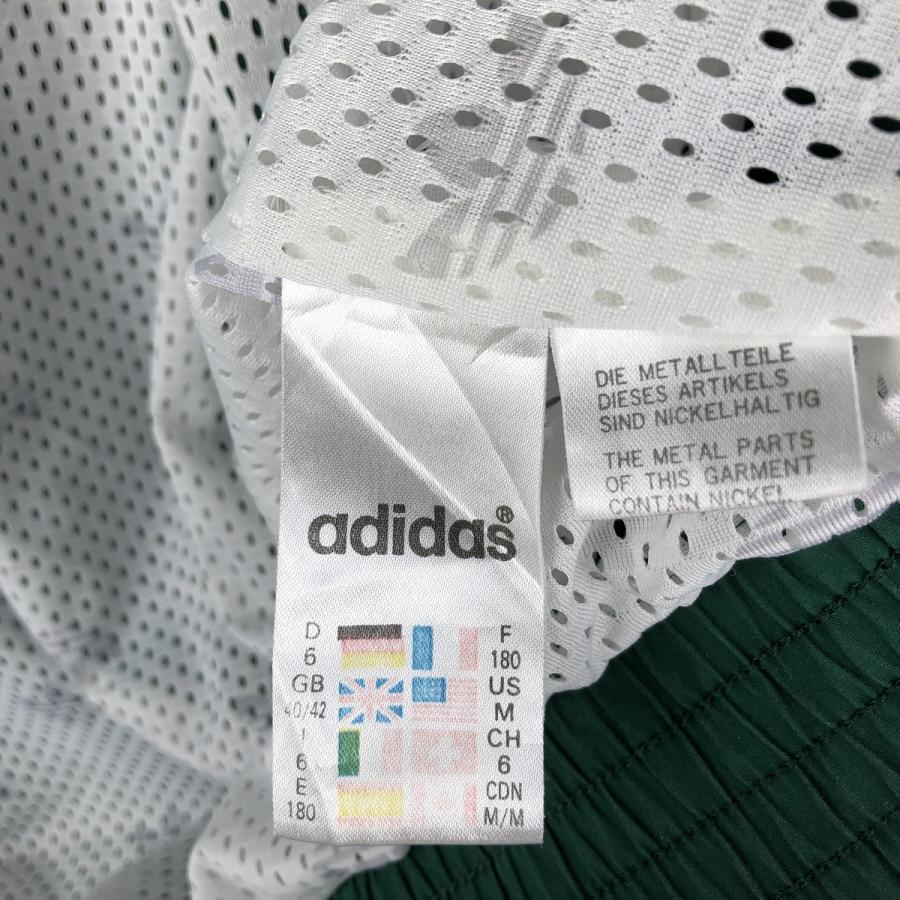 adidas®
D
6
GB
40/42
I
6
E
180
F
180
US
M
CH
6
CDN
M/M
DIE METALLTEILE
DIESES ARTIKELS
SIND NICKELHALTIG
THE METAL PARTS
OF THIS GARMENT
CONTAIN NICKEL.